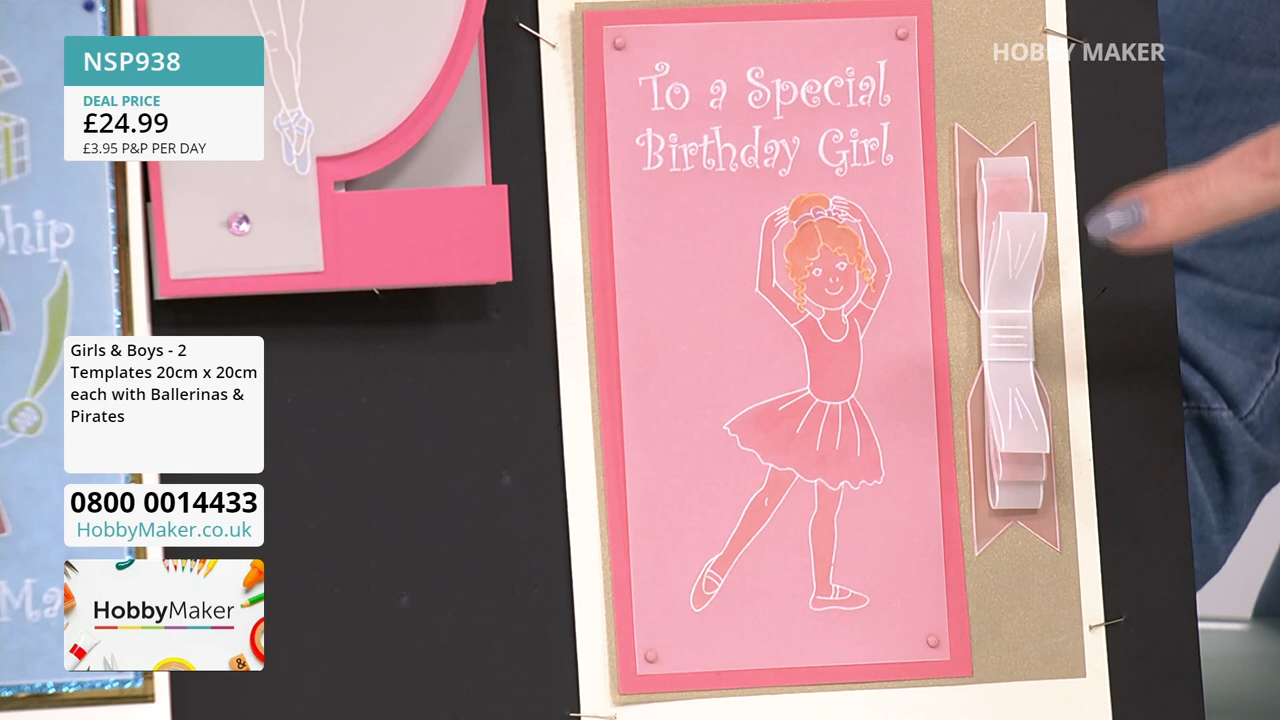 NSP938
DEAL PRICE
£24.99
£3.95 P&P PER DAY
Girls & Boys - 2
Templates 20cm x 20cm
each with Ballerinas &
Pirates
0800 0014433
HobbyMaker.co.uk
HobbyMaker
&
HOBBY MAKER
To a Special
Birthday Girl